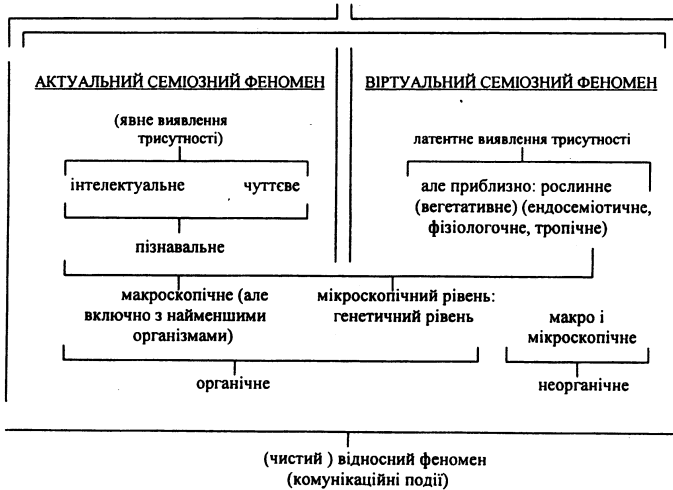 АКТУАЛЬНИЙ СЕМІОЗНИЙ ФЕНОМЕН
ВІРТУАЛЬНИЙ СЕМІОЗНИЙ ФЕНОМЕН
(явне виявлення
трисутності)
латентне виявлення трисутності
інтелектуальне
чуттєве
але приблизно: рослинне
(вегетативне) (ендосеміотичне,
фізіологочне, тропічне)
пізнавальне
макроскопічне (але
включно з найменшими
організмами)
мікроскопічний рівень:
генетичний рівень
макро і
мікроскопічне
органічне
неорганічне
(чистий ) відносний феномен
(комунікаційні події)